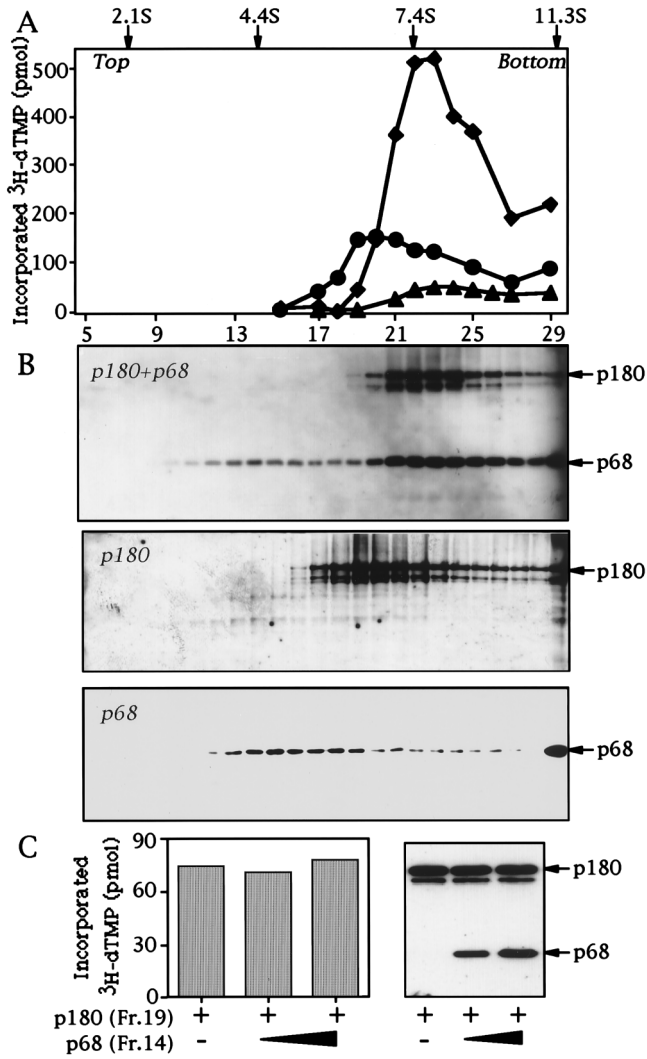 A
2.1S 4.4S 7.4S 11.3S
Top Bottom
Incorporated ³H-dTMP (pmol)
500
400
300
200
100
0
5 9 13 17 21 25 29
B
p180+p68
p180
p68
p180
p180
p68
p68
C
Incorporated
³H-dTMP (pmol)
90
60
30
0
p180
p68
p180 (Fr.19) + + + + + +
p68 (Fr.14) - -